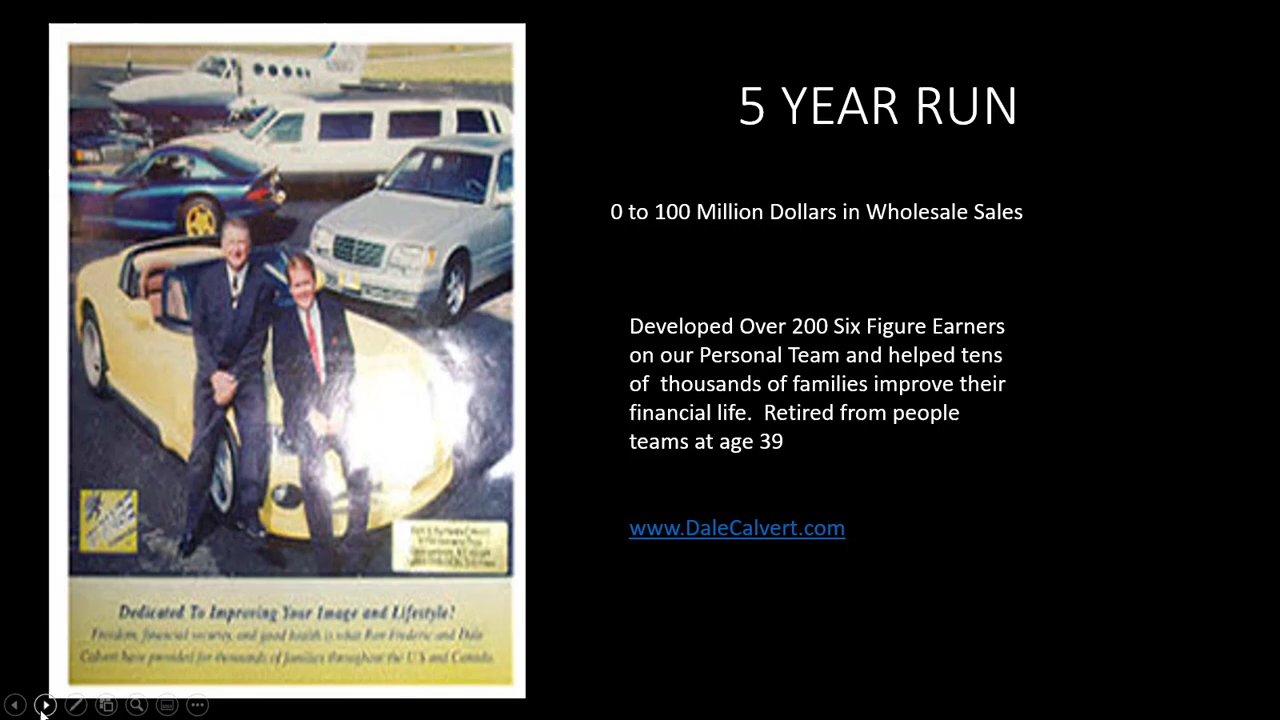 5 YEAR RUN
0 to 100 Million Dollars in Wholesale Sales
Developed Over 200 Six Figure Earners
on our Personal Team and helped tens
of  thousands of families improve their
financial life.  Retired from people
teams at age 39
www.DaleCalvert.com
Dedicated To Improving Your Image and Lifestyle!
Freedom, financial security, and good health is what Ron Frederic and Dale
Calvert have provided for thousands of families throughout the U.S and Canada.